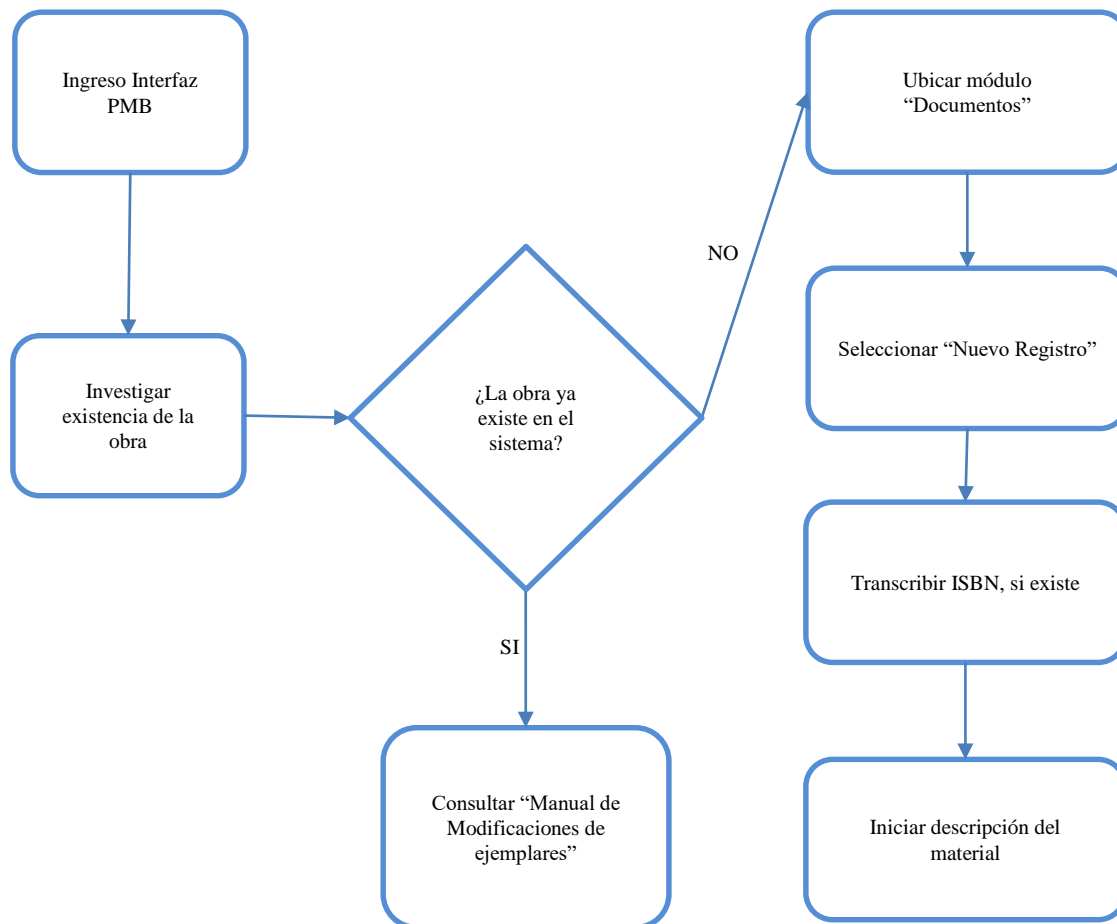 Ingreso Interfaz
PMB
Investigar
existencia de la
obra
¿La obra ya
existe en el
sistema?
SI
Consultar “Manual de
Modificaciones de
ejemplares”
NO
Ubicar módulo
“Documentos”
Seleccionar “Nuevo Registro”
Transcribir ISBN, si existe
Iniciar descripción del
material